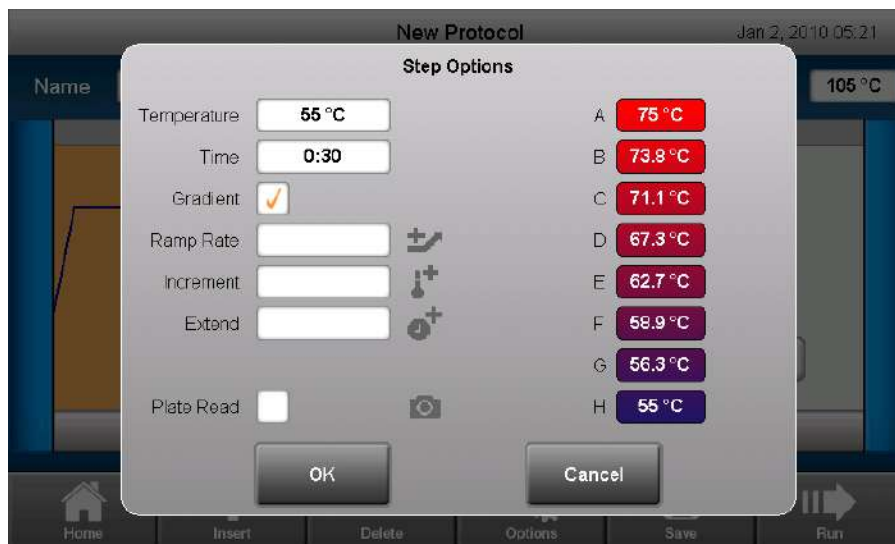 New Protocol
Jan 2, 2010 05:21
Name
105 °C
Step Options
Temperature 55 °C
Time 0:30
Gradient
Ramp Rate
Increment
Extend
Plate Read
A 75 °C
B 73.8 °C
C 71.1 °C
D 67.3 °C
E 62.7 °C
F 58.9 °C
G 56.3 °C
H 55 °C
OK
Cancel
Home
Insert
Delete
Options
Save
Run